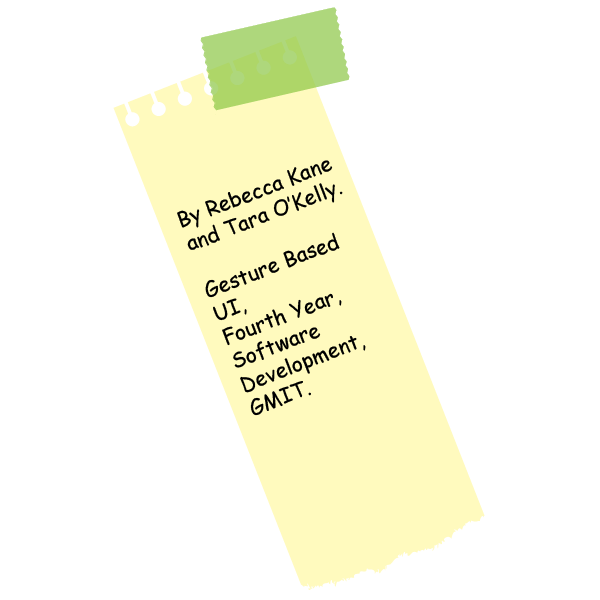 By Rebecca Kane
and Tara O'Kelly.
Gesture Based
UI,
Fourth Year,
Software
Development,
GMIT.